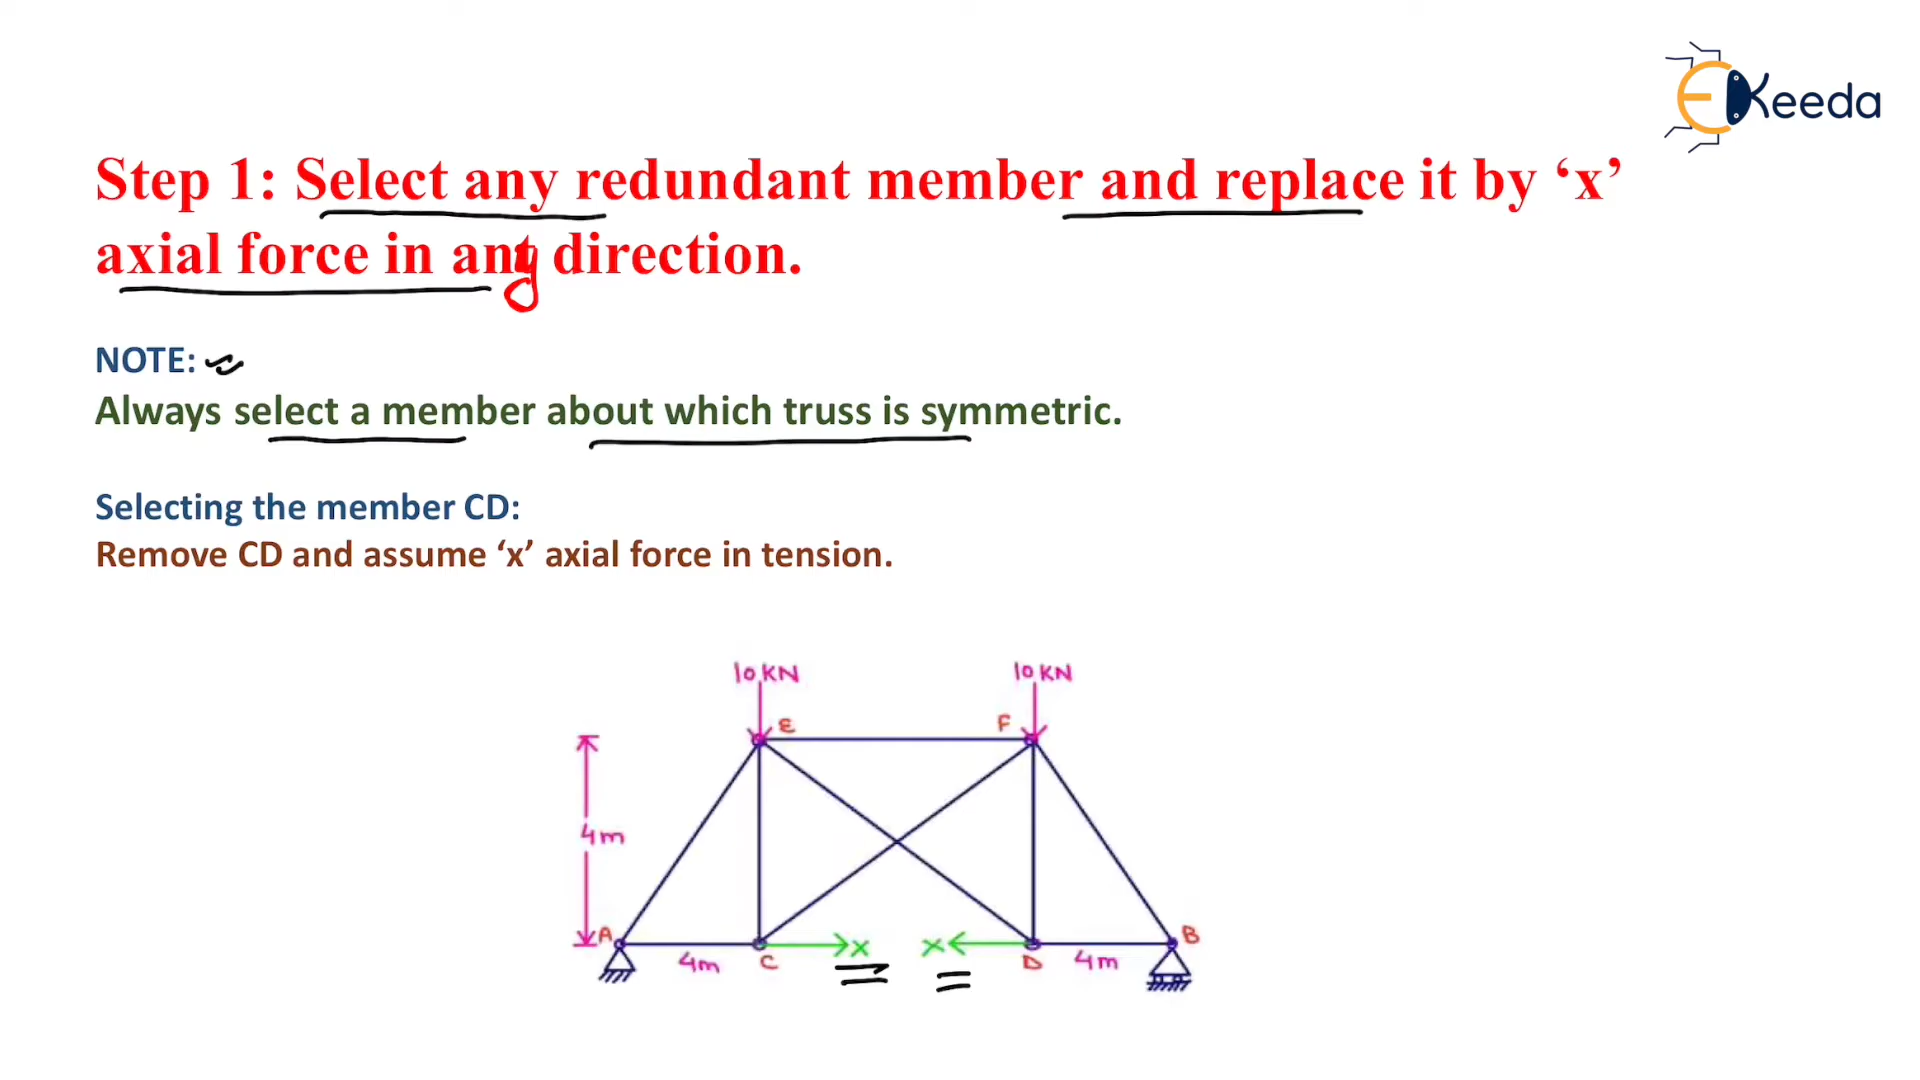 EKeeda
Step 1: Select any redundant member and replace it by ‘x’
axial force in any direction.
NOTE:
Always select a member about which truss is symmetric.
Selecting the member CD:
Remove CD and assume ‘x’ axial force in tension.
10 KN 10 KN
E F
4m
A B
x x
4m C D 4m